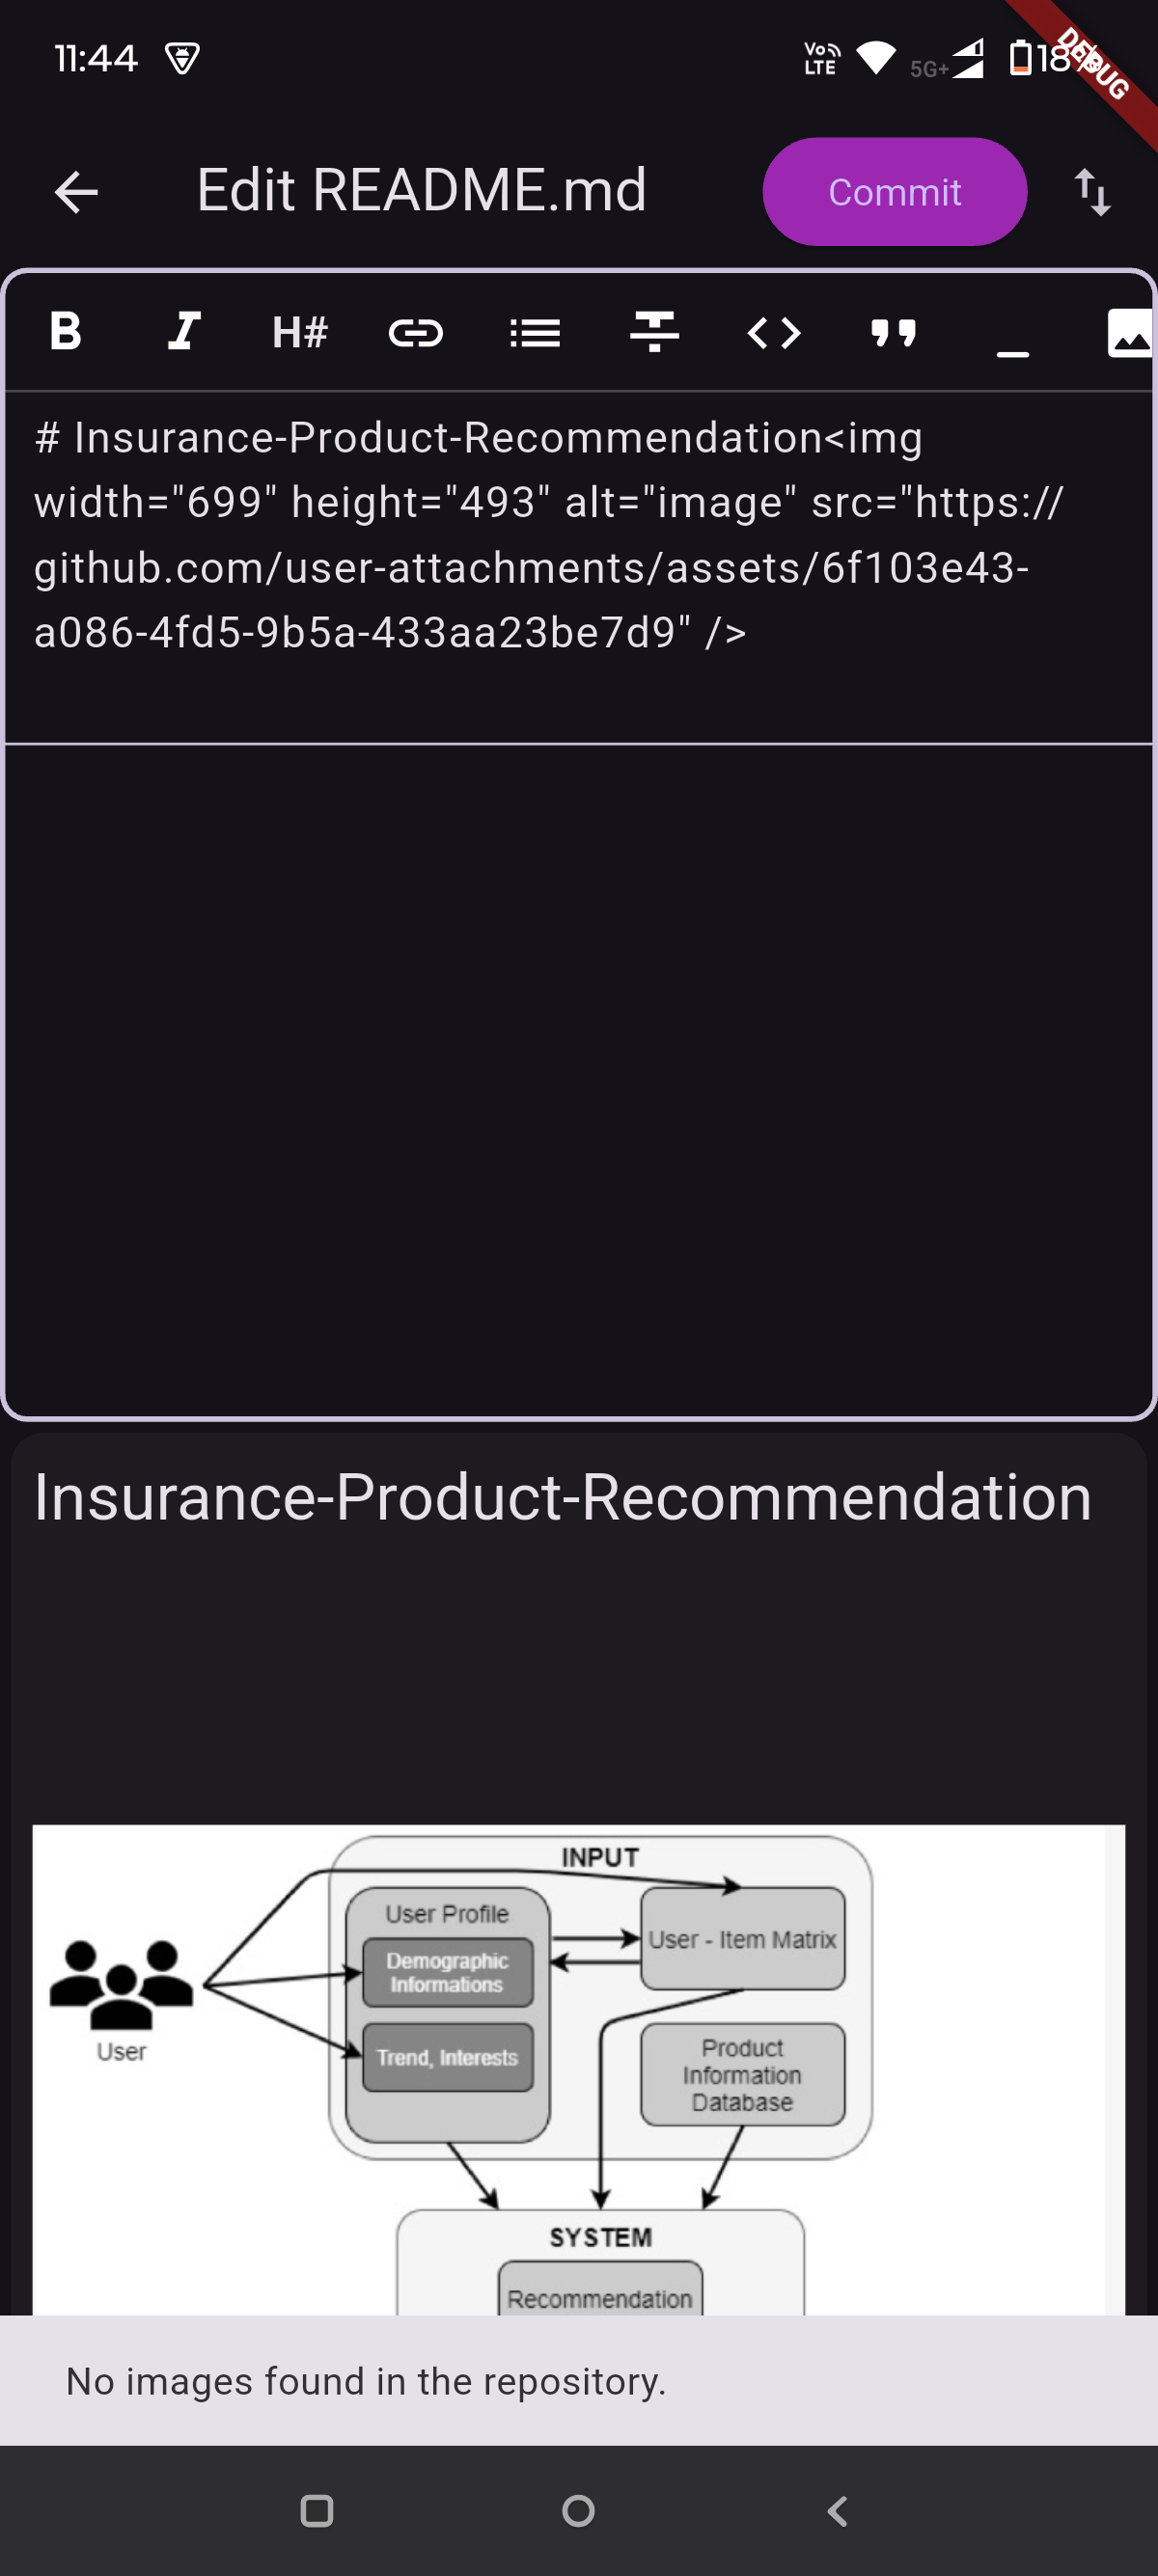 11:44
Vo LTE
5G+
18%
DEBUG
Edit README.md
Commit
B I H#
# Insurance-Product-Recommendation<img
width="699" height="493" alt="image" src="https://
github.com/user-attachments/assets/6f103e43-
a086-4fd5-9b5a-433aa23be7d9" />
Insurance-Product-Recommendation
INPUT
User Profile
User - Item Matrix
Demographic
Informations
User
Trend, Interests
Product
Information
Database
SYSTEM
Recommendation
No images found in the repository.